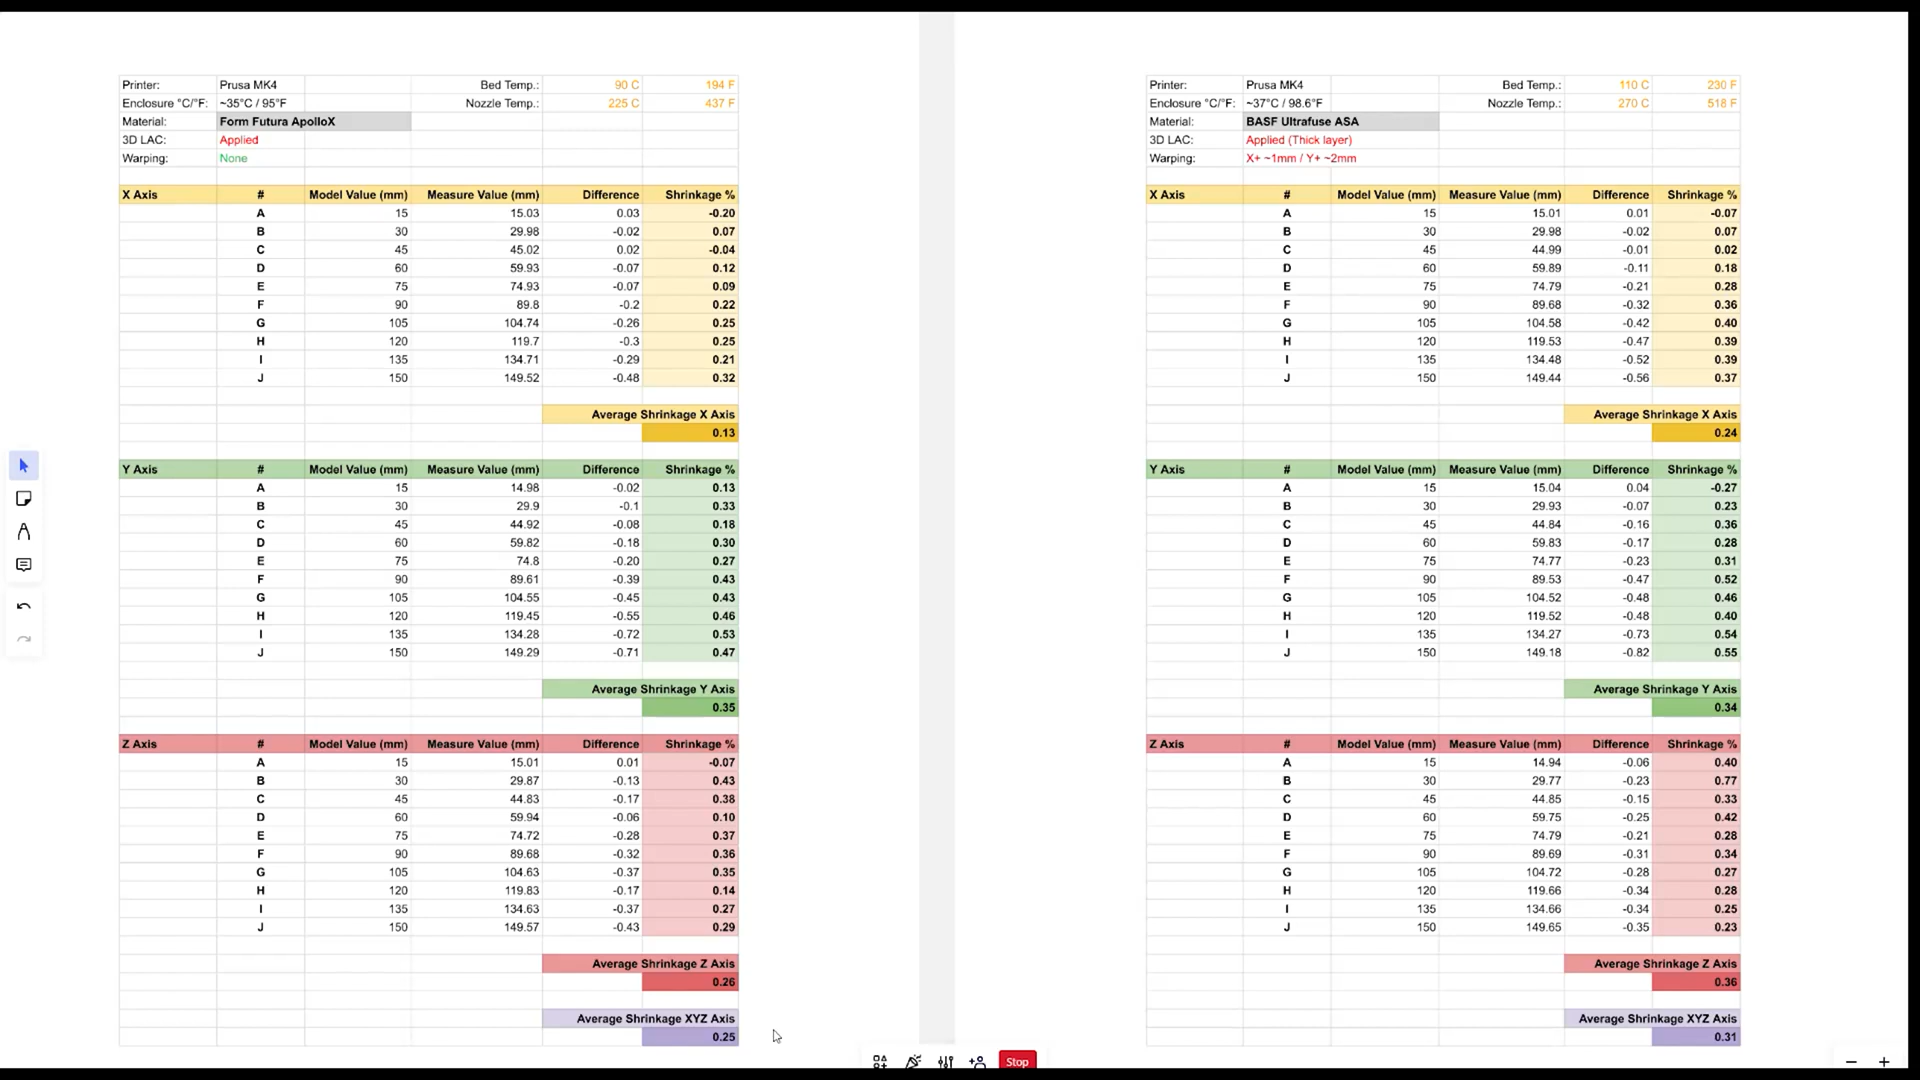 Printer: Prusa MK4 Bed Temp.: 90 C 194 F
Enclosure °C/°F: ~35°C / 95°F Nozzle Temp.: 225 C 437 F
Material: Form Futura ApolloX
3D LAC: Applied
Warping: None
X Axis # Model Value (mm) Measure Value (mm) Difference Shrinkage %
A 15 15.03 0.03 -0.20
B 30 29.98 -0.02 0.07
C 45 45.02 0.02 -0.04
D 60 59.93 -0.07 0.12
E 75 74.93 -0.07 0.09
F 90 89.8 -0.2 0.22
G 105 104.74 -0.26 0.25
H 120 119.7 -0.3 0.25
I 135 134.71 -0.29 0.21
J 150 149.52 -0.48 0.32
Average Shrinkage X Axis
0.13
Y Axis # Model Value (mm) Measure Value (mm) Difference Shrinkage %
A 15 14.98 -0.02 0.13
B 30 29.9 -0.1 0.33
C 45 44.92 -0.08 0.18
D 60 59.82 -0.18 0.30
E 75 74.8 -0.20 0.27
F 90 89.61 -0.39 0.43
G 105 104.55 -0.45 0.43
H 120 119.45 -0.55 0.46
I 135 134.28 -0.72 0.53
J 150 149.29 -0.71 0.47
Average Shrinkage Y Axis
0.35
Z Axis # Model Value (mm) Measure Value (mm) Difference Shrinkage %
A 15 15.01 0.01 -0.07
B 30 29.87 -0.13 0.43
C 45 44.83 -0.17 0.38
D 60 59.94 -0.06 0.10
E 75 74.72 -0.28 0.37
F 90 89.68 -0.32 0.36
G 105 104.63 -0.37 0.35
H 120 119.83 -0.17 0.14
I 135 134.63 -0.37 0.27
J 150 149.57 -0.43 0.29
Average Shrinkage Z Axis
0.26
Average Shrinkage XYZ Axis
0.25
Printer: Prusa MK4 Bed Temp.: 110 C 230 F
Enclosure °C/°F: ~37°C / 98.6°F Nozzle Temp.: 270 C 518 F
Material: BASF Ultrafuse ASA
3D LAC: Applied (Thick layer)
Warping: X+ ~1mm / Y+ ~2mm
X Axis # Model Value (mm) Measure Value (mm) Difference Shrinkage %
A 15 15.01 0.01 -0.07
B 30 29.98 -0.02 0.07
C 45 44.99 -0.01 0.02
D 60 59.89 -0.11 0.18
E 75 74.79 -0.21 0.28
F 90 89.68 -0.32 0.36
G 105 104.58 -0.42 0.40
H 120 119.53 -0.47 0.39
I 135 134.48 -0.52 0.39
J 150 149.44 -0.56 0.37
Average Shrinkage X Axis
0.24
Y Axis # Model Value (mm) Measure Value (mm) Difference Shrinkage %
A 15 15.04 0.04 -0.27
B 30 29.93 -0.07 0.23
C 45 44.84 -0.16 0.36
D 60 59.83 -0.17 0.28
E 75 74.77 -0.23 0.31
F 90 89.53 -0.47 0.52
G 105 104.52 -0.48 0.46
H 120 119.52 -0.48 0.40
I 135 134.27 -0.73 0.54
J 150 149.18 -0.82 0.55
Average Shrinkage Y Axis
0.34
Z Axis # Model Value (mm) Measure Value (mm) Difference Shrinkage %
A 15 14.94 -0.06 0.40
B 30 29.77 -0.23 0.77
C 45 44.85 -0.15 0.33
D 60 59.75 -0.25 0.42
E 75 74.79 -0.21 0.28
F 90 89.69 -0.31 0.34
G 105 104.72 -0.28 0.27
H 120 119.66 -0.34 0.28
I 135 134.66 -0.34 0.25
J 150 149.65 -0.35 0.23
Average Shrinkage Z Axis
0.36
Average Shrinkage XYZ Axis
0.31
Stop